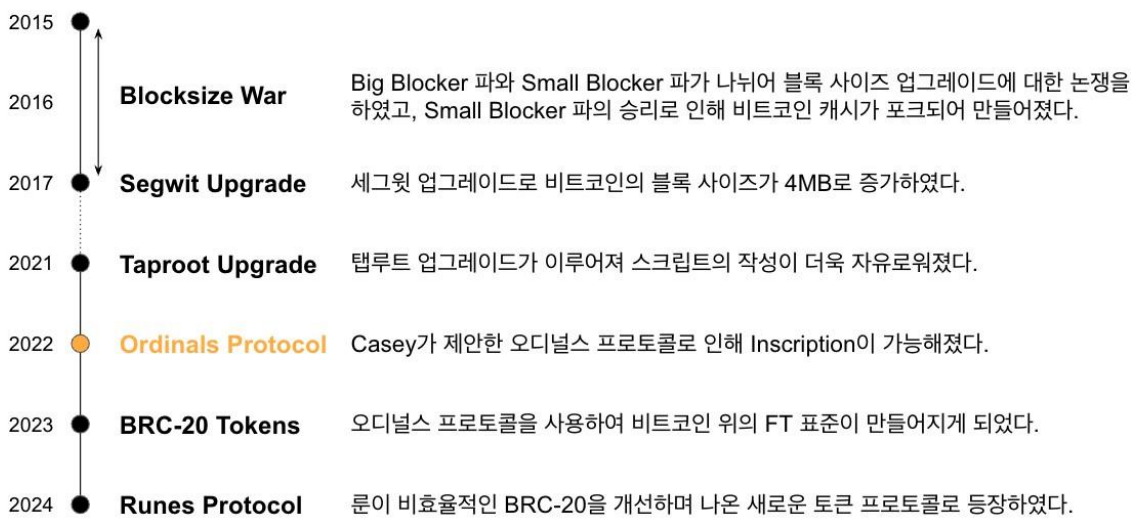 2015
2016
Blocksize War
Big Blocker 파와 Small Blocker 파가 나뉘어 블록 사이즈 업그레이드에 대한 논쟁을
하였고, Small Blocker 파의 승리로 인해 비트코인 캐시가 포크되어 만들어졌다.
2017
Segwit Upgrade
세그윗 업그레이드로 비트코인의 블록 사이즈가 4MB로 증가하였다.
2021
Taproot Upgrade
탭루트 업그레이드가 이루어져 스크립트의 작성이 더욱 자유로워졌다.
2022
Ordinals Protocol
Casey가 제안한 오디널스 프로토콜로 인해 Inscription이 가능해졌다.
2023
BRC-20 Tokens
오디널스 프로토콜을 사용하여 비트코인 위의 FT 표준이 만들어지게 되었다.
2024
Runes Protocol
룬이 비효율적인 BRC-20을 개선하며 나온 새로운 토큰 프로토콜로 등장하였다.